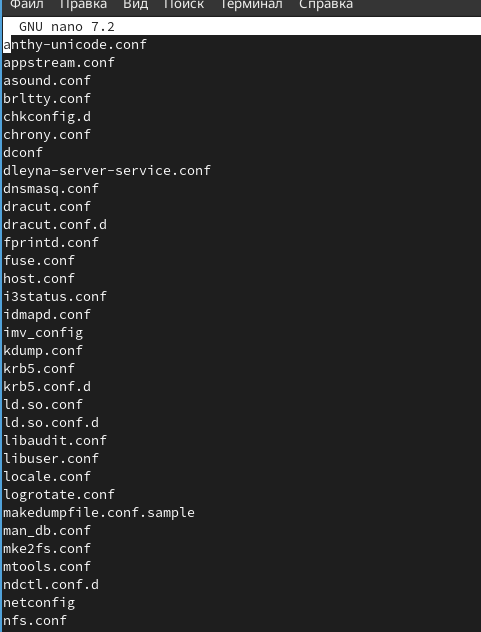 Файл Правка Вид Поиск Терминал Справка
GNU nano 7.2
anthy-unicode.conf
appstream.conf
asound.conf
brltty.conf
chkconfig.d
chrony.conf
dconf
dleyna-server-service.conf
dnsmasq.conf
dracut.conf
dracut.conf.d
fprintd.conf
fuse.conf
host.conf
i3status.conf
idmapd.conf
imv_config
kdump.conf
krb5.conf
krb5.conf.d
ld.so.conf
ld.so.conf.d
libaudit.conf
libuser.conf
locale.conf
logrotate.conf
makedumpfile.conf.sample
man_db.conf
mke2fs.conf
mtools.conf
ndctl.conf.d
netconfig
nfs.conf